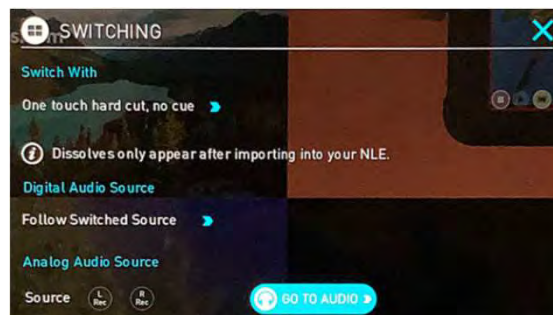 SWITCHING
Switch With
One touch hard cut, no cue
i Dissolves only appear after importing into your NLE.
Digital Audio Source
Follow Switched Source
Analog Audio Source
Source L Rec R Rec GO TO AUDIO